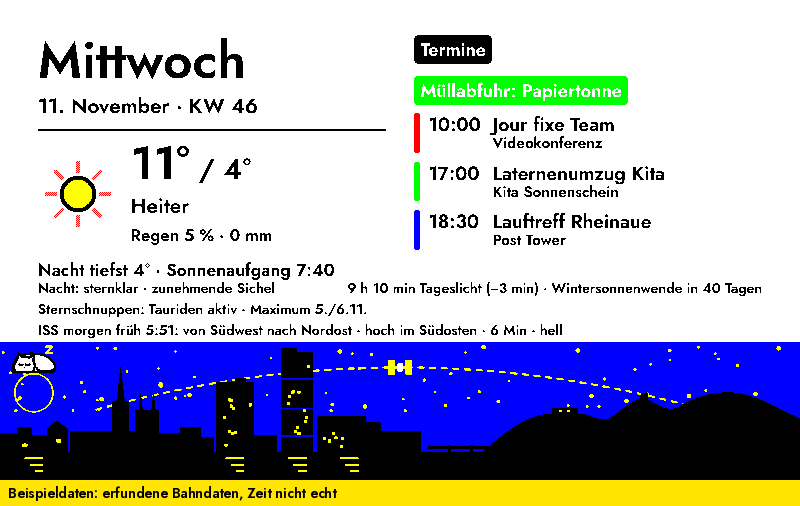 Mittwoch
11. November · KW 46
11° / 4°
Heiter
Regen 5 % · 0 mm
Termine
Müllabfuhr: Papiertonne
10:00 Jour fixe Team
Videokonferenz
17:00 Laternenumzug Kita
Kita Sonnenschein
18:30 Lauftreff Rheinaue
Post Tower
Nacht tiefst 4° · Sonnenaufgang 7:40
Nacht: sternklar · zunehmende Sichel
9 h 10 min Tageslicht (−3 min) · Wintersonnenwende in 40 Tagen
Sternschnuppen: Tauriden aktiv · Maximum 5./6.11.
ISS morgen früh 5:51: von Südwest nach Nordost · hoch im Südosten · 6 Min · hell
z
Beispieldaten: erfundene Bahndaten, Zeit nicht echt